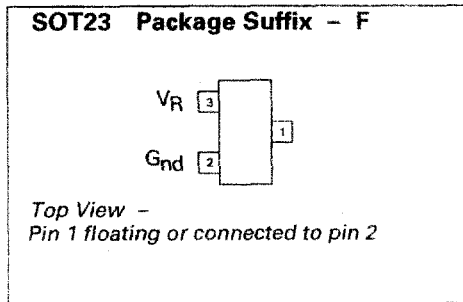 SOT23 Package Suffix – F
VR 3
1
Gnd 2
Top View –
Pin 1 floating or connected to pin 2